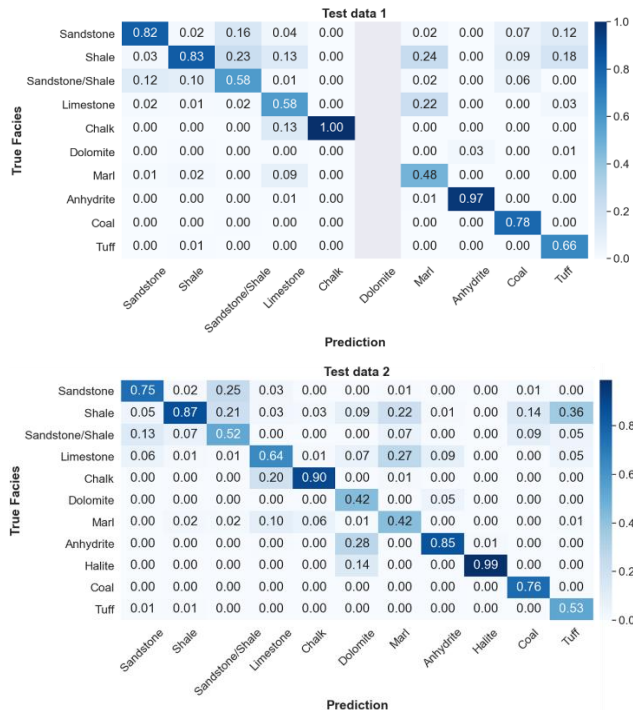 Test data 1
Sandstone 0.82 0.02 0.16 0.04 0.00 0.02 0.00 0.07 0.12
Shale 0.03 0.83 0.23 0.13 0.00 0.24 0.00 0.09 0.18
Sandstone/Shale 0.12 0.10 0.58 0.01 0.00 0.02 0.00 0.06 0.00
Limestone 0.02 0.01 0.02 0.58 0.00 0.22 0.00 0.00 0.03
Chalk 0.00 0.00 0.00 0.13 1.00 0.00 0.00 0.00 0.00
Dolomite 0.00 0.00 0.00 0.00 0.00 0.00 0.03 0.00 0.01
Marl 0.01 0.02 0.00 0.09 0.00 0.48 0.00 0.00 0.00
Anhydrite 0.00 0.00 0.00 0.01 0.00 0.01 0.97 0.00 0.00
Coal 0.00 0.00 0.00 0.00 0.00 0.00 0.00 0.78 0.00
Tuff 0.00 0.01 0.00 0.00 0.00 0.00 0.00 0.00 0.66
True Facies
Sandstone Shale Sandstone/Shale Limestone Chalk Dolomite Marl Anhydrite Coal Tuff
Prediction
1.0
0.8
0.6
0.4
0.2
0.0
Test data 2
Sandstone 0.75 0.02 0.25 0.03 0.00 0.00 0.01 0.00 0.00 0.01 0.00
Shale 0.05 0.87 0.21 0.03 0.03 0.09 0.22 0.01 0.00 0.14 0.36
Sandstone/Shale 0.13 0.07 0.52 0.00 0.00 0.00 0.07 0.00 0.00 0.09 0.05
Limestone 0.06 0.01 0.01 0.64 0.01 0.07 0.27 0.09 0.00 0.00 0.05
Chalk 0.00 0.00 0.00 0.20 0.90 0.00 0.01 0.00 0.00 0.00 0.00
Dolomite 0.00 0.00 0.00 0.00 0.00 0.42 0.00 0.05 0.00 0.00 0.00
Marl 0.00 0.02 0.02 0.10 0.06 0.01 0.42 0.00 0.00 0.00 0.01
Anhydrite 0.00 0.00 0.00 0.00 0.00 0.28 0.00 0.85 0.01 0.00 0.00
Halite 0.00 0.00 0.00 0.00 0.00 0.14 0.00 0.00 0.99 0.00 0.00
Coal 0.00 0.00 0.00 0.00 0.00 0.00 0.00 0.00 0.00 0.76 0.00
Tuff 0.01 0.01 0.00 0.00 0.00 0.00 0.00 0.00 0.00 0.00 0.53
True Facies
Sandstone Shale Sandstone/Shale Limestone Chalk Dolomite Marl Anhydrite Halite Coal Tuff
Prediction
0.8
0.6
0.4
0.2
0.0